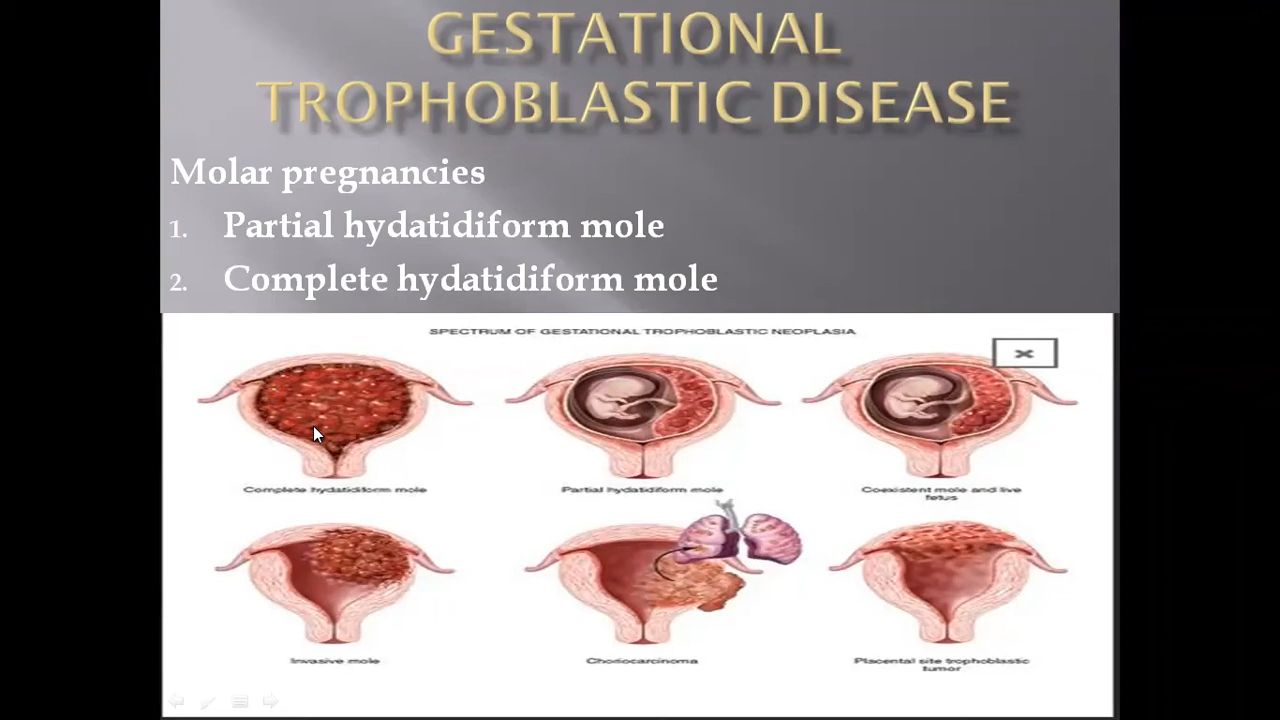 GESTATIONAL
TROPHOBLASTIC DISEASE
Molar pregnancies
1. Partial hydatidiform mole
2. Complete hydatidiform mole
SPECTRUM OF GESTATIONAL TROPHOBLASTIC NEOPLASIA
Complete hydatidiform mole
Partial hydatidiform mole
Coexistent mole and live
fetus
Invasive mole
Choriocarcinoma
Placental site trophoblastic
tumor